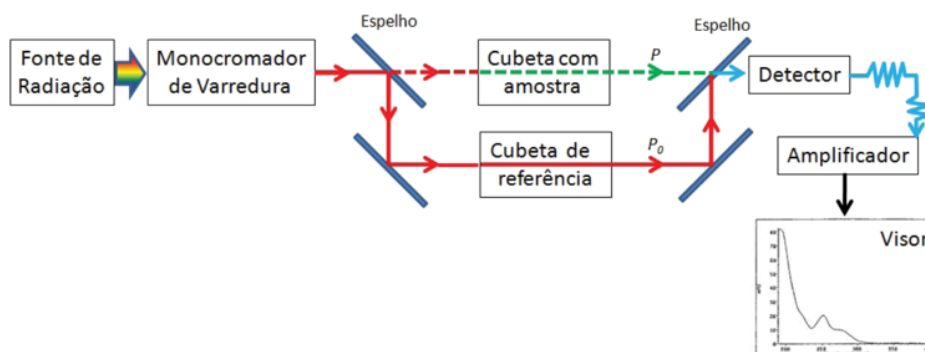 Espelho
Espelho
Fonte de
Radiação
Monocromador
de Varredura
Cubeta com
amostra
P
Detector
Cubeta de
referência
P₀
Amplificador
Visor